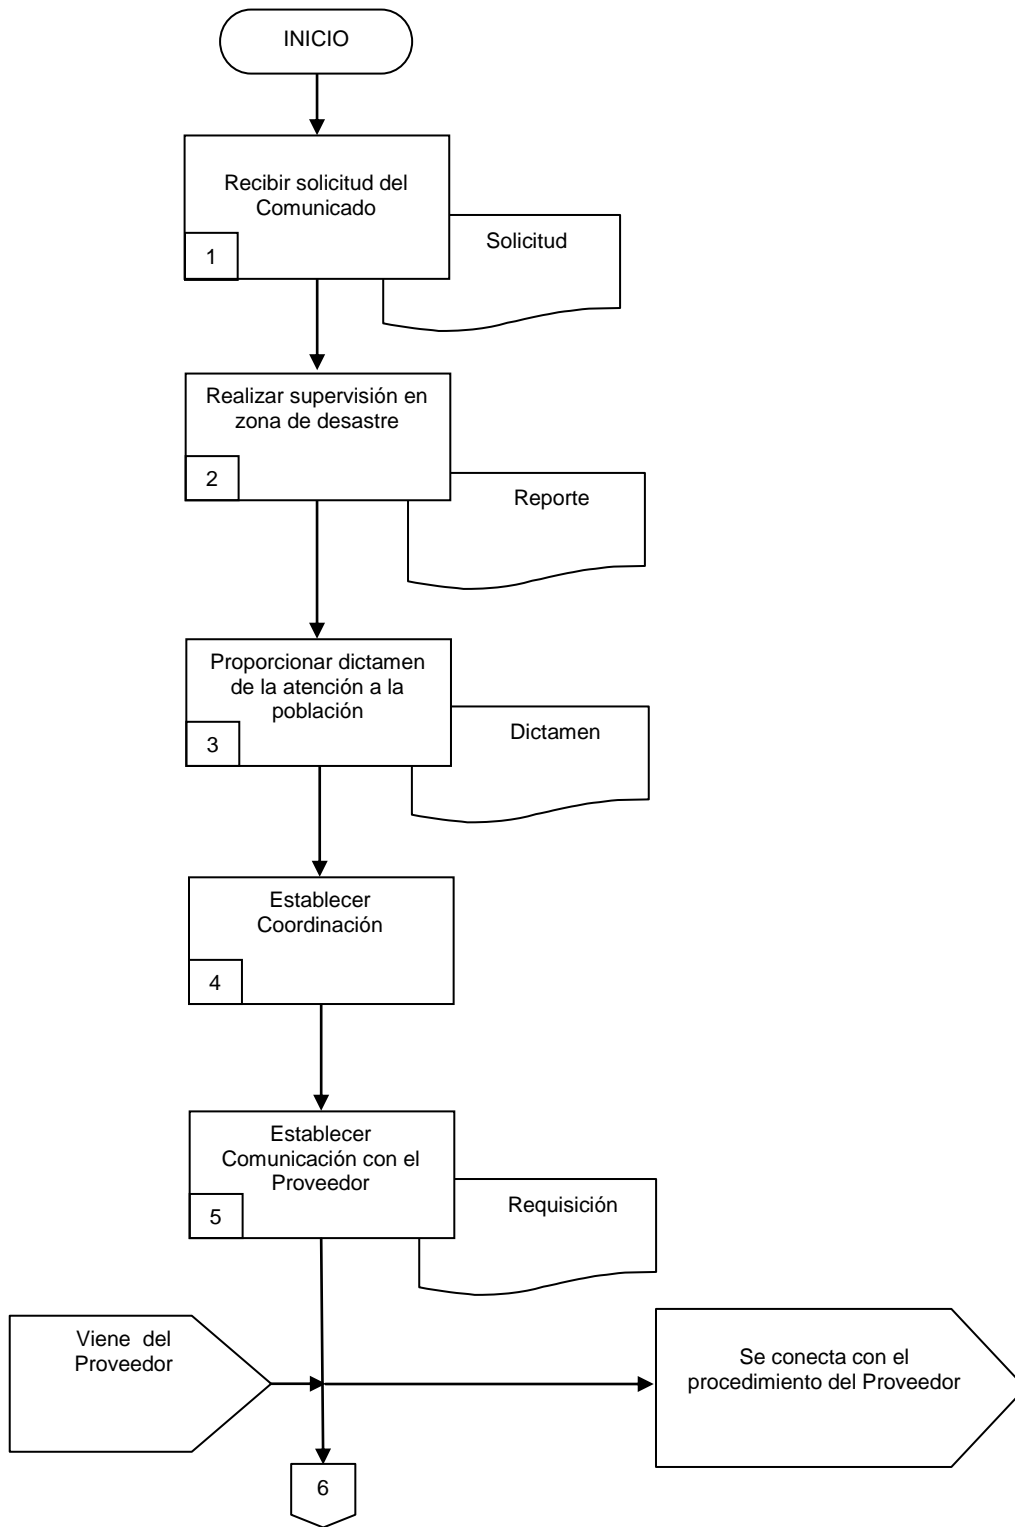 INICIO
Recibir solicitud del
Comunicado
1
Solicitud
Realizar supervisión en
zona de desastre
2
Reporte
Proporcionar dictamen
de la atención a la
población
3
Dictamen
Establecer
Coordinación
4
Establecer
Comunicación con el
Proveedor
5
Requisición
Viene del
Proveedor
Se conecta con el
procedimiento del Proveedor
6